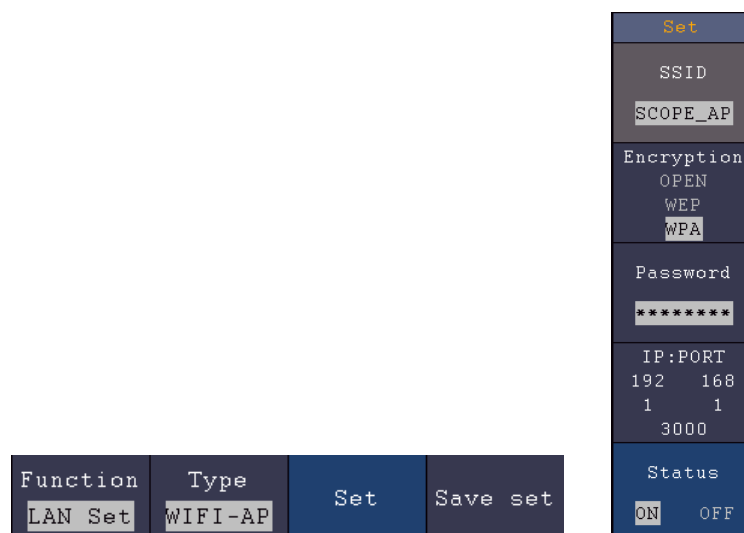 Set
SSID
SCOPE_AP
Encryption
OPEN
WEP
WPA
Password
********
IP:PORT
192 168
1 1
3000
Status
ON OFF
Function
LAN Set
Type
WIFI-AP
Set
Save set